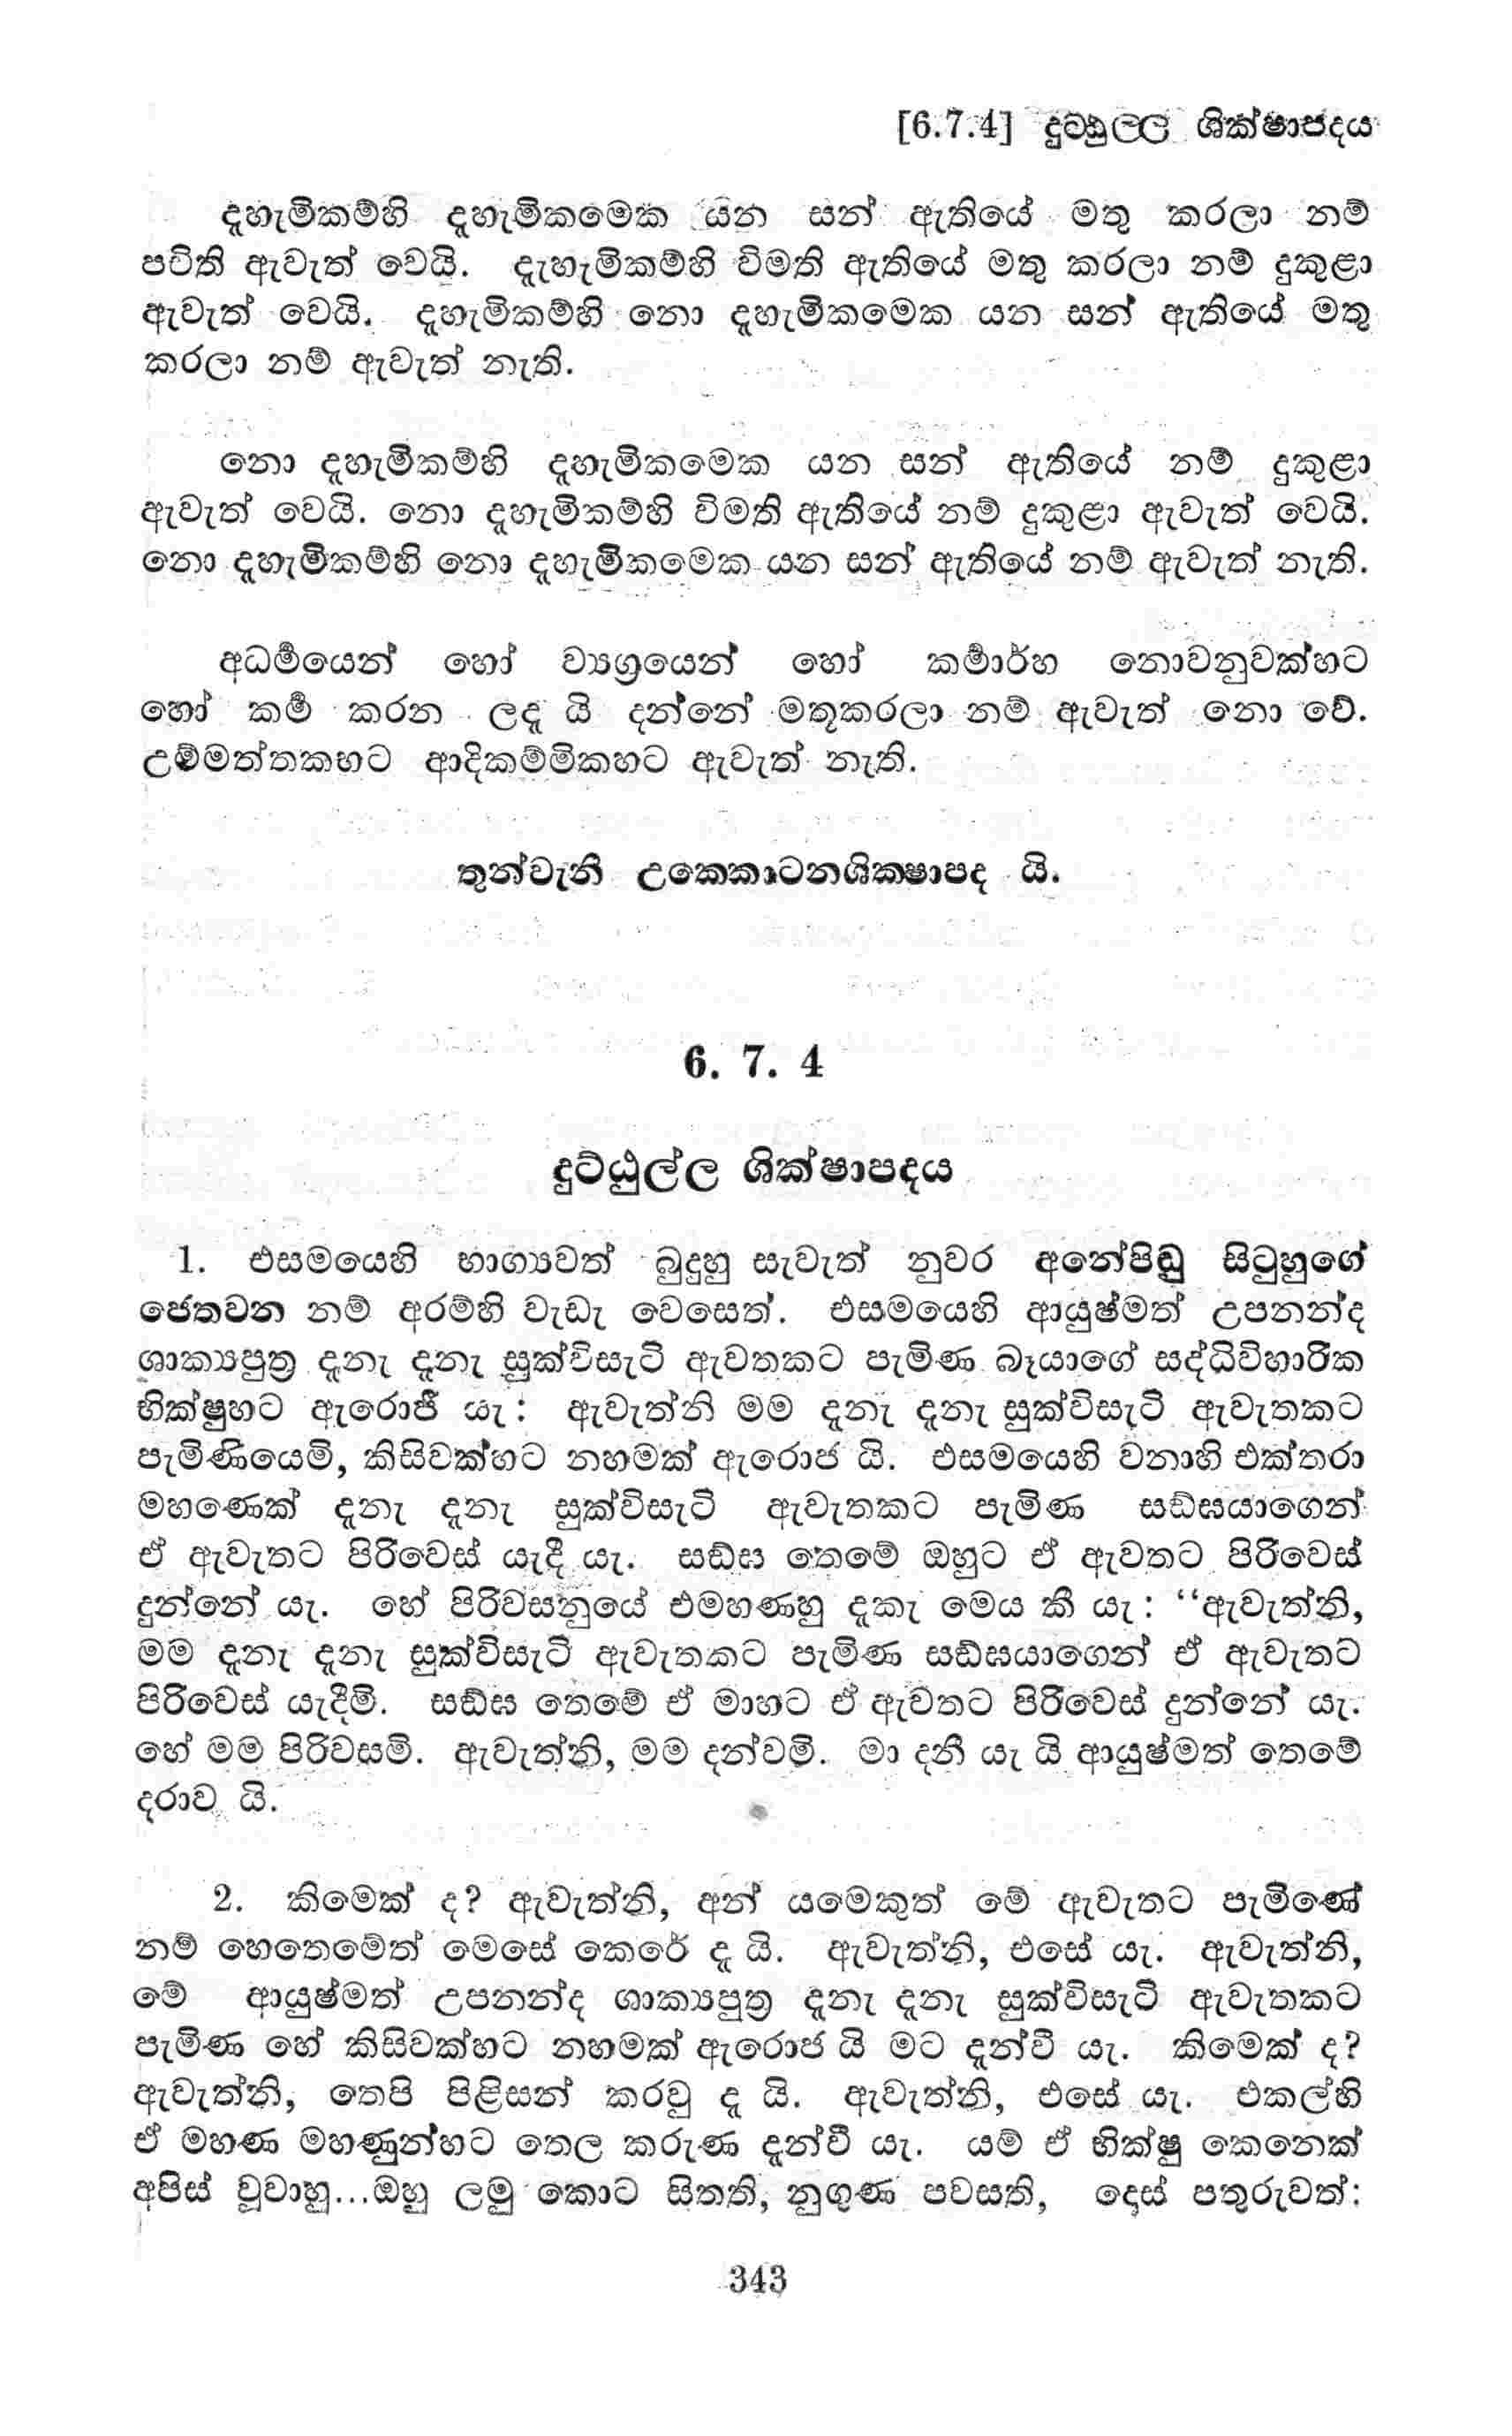 [6.7.4] දුට්ඨුල්ල ශික්ෂාපදය
දැහැමිකම්හි දැහැමිකමෙක යන සන් ඇතියේ මතු කරලා නම්
පචිති ඇවැත් වෙයි. දැහැමිකම්හි විමති ඇතියේ මතු කරලා නම් දුකුළා
ඇවැත් වෙයි. දැහැමිකම්හි නො දැහැමිකමෙක යන සන් ඇතියේ මතු
කරලා නම් ඇවැත් නැති.
නො දැහැමිකම්හි දැහැමිකමෙක යන සන් ඇතියේ නම් දුකුළා
ඇවැත් වෙයි. නො දැහැමිකම්හි විමති ඇතියේ නම් දුකුළා ඇවැත් වෙයි.
නො දැහැමිකම්හි නො දැහැමිකමෙක යන සන් ඇතියේ නම් ඇවැත් නැති.
අධර්මයෙන් හෝ ව්‍යග්‍රයෙන් හෝ කර්මාර්හ නොවනුවක්හට
හෝ කර්ම කරන ලදැ යි දන්නේ මතුකරලා නම් ඇවැත් නො වේ.
උම්මත්තකහට ආදිකම්මිකහට ඇවැත් නැති.
තුන්වැනි උක්කොටනශික්ෂාපද යි.
6. 7. 4
දුට්ඨුල්ල ශික්ෂාපදය
1. එසමයෙහි භාග්‍යවත් බුදුහු සැවැත් නුවර අනේපිඬු සිටුහුගේ
ජෙතවන නම් අරම්හි වැඩැ වෙසෙත්. එසමයෙහි ආයුෂ්මත් උපනන්ද
ශාක්‍යපුත්‍ර දැනැ දැනැ සුක්විසැටි ඇවතකට පැමිණ බෑයාගේ සද්ධිවිහාරික
භික්ෂුහට ඇරොජී යැ: ඇවැත්නි මම දැනැ දැනැ සුක්විසැටි ඇවැතකට
පැමිණියෙමි, කිසිවක්හට නහමක් ඇරොජ යි. එසමයෙහි වනාහි එක්තරා
මහණෙක් දැනැ දැනැ සුක්විසැටි ඇවැතකට පැමිණ සඞ්ඝයාගෙන්
ඒ ඇවැතට පිරිවෙස් යැදී යැ. සඞ්ඝ තෙමේ ඔහුට ඒ ඇවතට පිරිවෙස්
දුන්නේ යැ. හේ පිරිවසනුයේ එමහණහු දැකැ මෙය කී යැ: “ඇවැත්නි,
මම දැනැ දැනැ සුක්විසැටි ඇවැතකට පැමිණ සඞ්ඝයාගෙන් ඒ ඇවැතට
පිරිවෙස් යැදීමි. සඞ්ඝ තෙමේ ඒ මාහට ඒ ඇවතට පිරිවෙස් දුන්නේ යැ.
හේ මම පිරිවසමි. ඇවැත්නි, මම දන්වමි. මා දනී යැ යි ආයුෂ්මත් තෙමේ
දරාව යි.
2. කිමෙක් ද? ඇවැත්නි, අන් යමෙකුත් මේ ඇවැතට පැමිණේ
නම් හෙතෙමේත් මෙසේ කෙරේ දැ යි. ඇවැත්නි, එසේ යැ. ඇවැත්නි,
මේ ආයුෂ්මත් උපනන්ද ශාක්‍යපුත්‍ර දැනැ දැනැ සුක්විසැටි ඇවැතකට
පැමිණ හේ කිසිවක්හට නහමක් ඇරොජ යි මට දැන්වී යැ. කිමෙක් ද?
ඇවැත්නි, තෙපි පිළිසන් කරවු දැ යි. ඇවැත්නි, එසේ යැ. එකල්හි
ඒ මහණ මහණුන්හට තෙල කරුණ දැන්වී යැ. යම් ඒ භික්ෂු කෙනෙක්
අපිස් වූවාහු...ඔහු ලමු කොට සිතති, නුගුණ පවසති, දොස් පතුරුවත්:
343